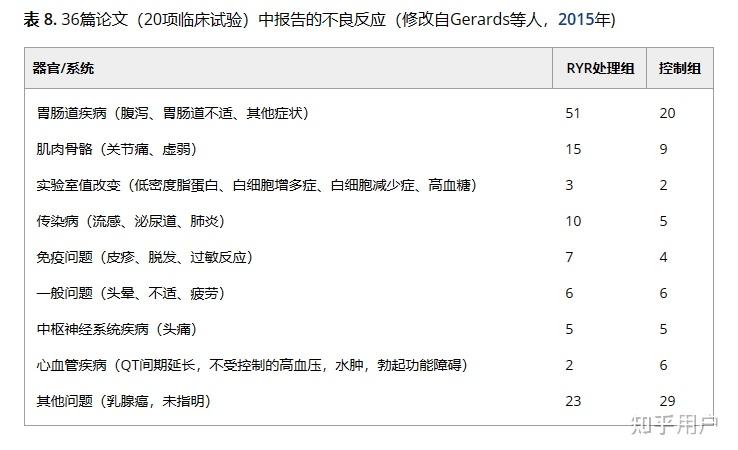 表 8. 36篇论文（20项临床试验）中报告的不良反应（修改自Gerards等人，2015年)
器官/系统 RYR处理组 控制组
胃肠道疾病（腹泻、胃肠道不适、其他症状） 51 20
肌肉骨骼（关节痛、虚弱） 15 9
实验室值改变（低密度脂蛋白、白细胞增多症、白细胞减少症、高血糖） 3 2
传染病（流感、泌尿道、肺炎） 10 5
免疫问题（皮疹、脱发、过敏反应） 7 4
一般问题（头晕、不适、疲劳） 6 6
中枢神经系统疾病（头痛） 5 5
心血管疾病（QT间期延长，不受控制的高血压，水肿，勃起功能障碍） 2 6
其他问题（乳腺癌，未指明） 23 29
知乎用户